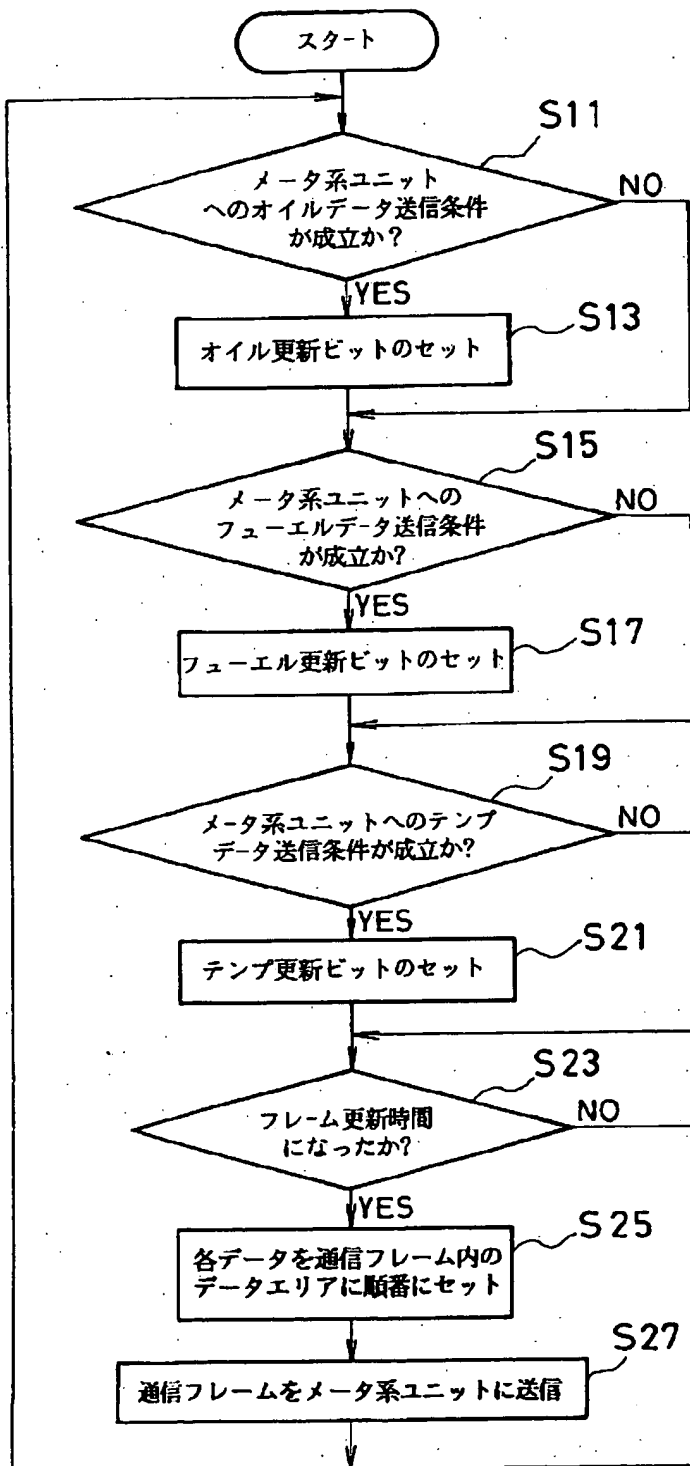 スタート
S11
メータ系ユニット
へのオイルデータ送信条件
が成立か?
NO
YES
S13
オイル更新ビットのセット
S15
メータ系ユニットへの
フューエルデータ送信条件
が成立か?
NO
YES
S17
フューエル更新ビットのセット
S19
メータ系ユニットへのテンプ
データ送信条件が成立か?
NO
YES
S21
テンプ更新ビットのセット
S23
フレーム更新時間
になったか?
NO
YES
S25
各データを通信フレーム内の
データエリアに順番にセット
S27
通信フレームをメータ系ユニットに送信